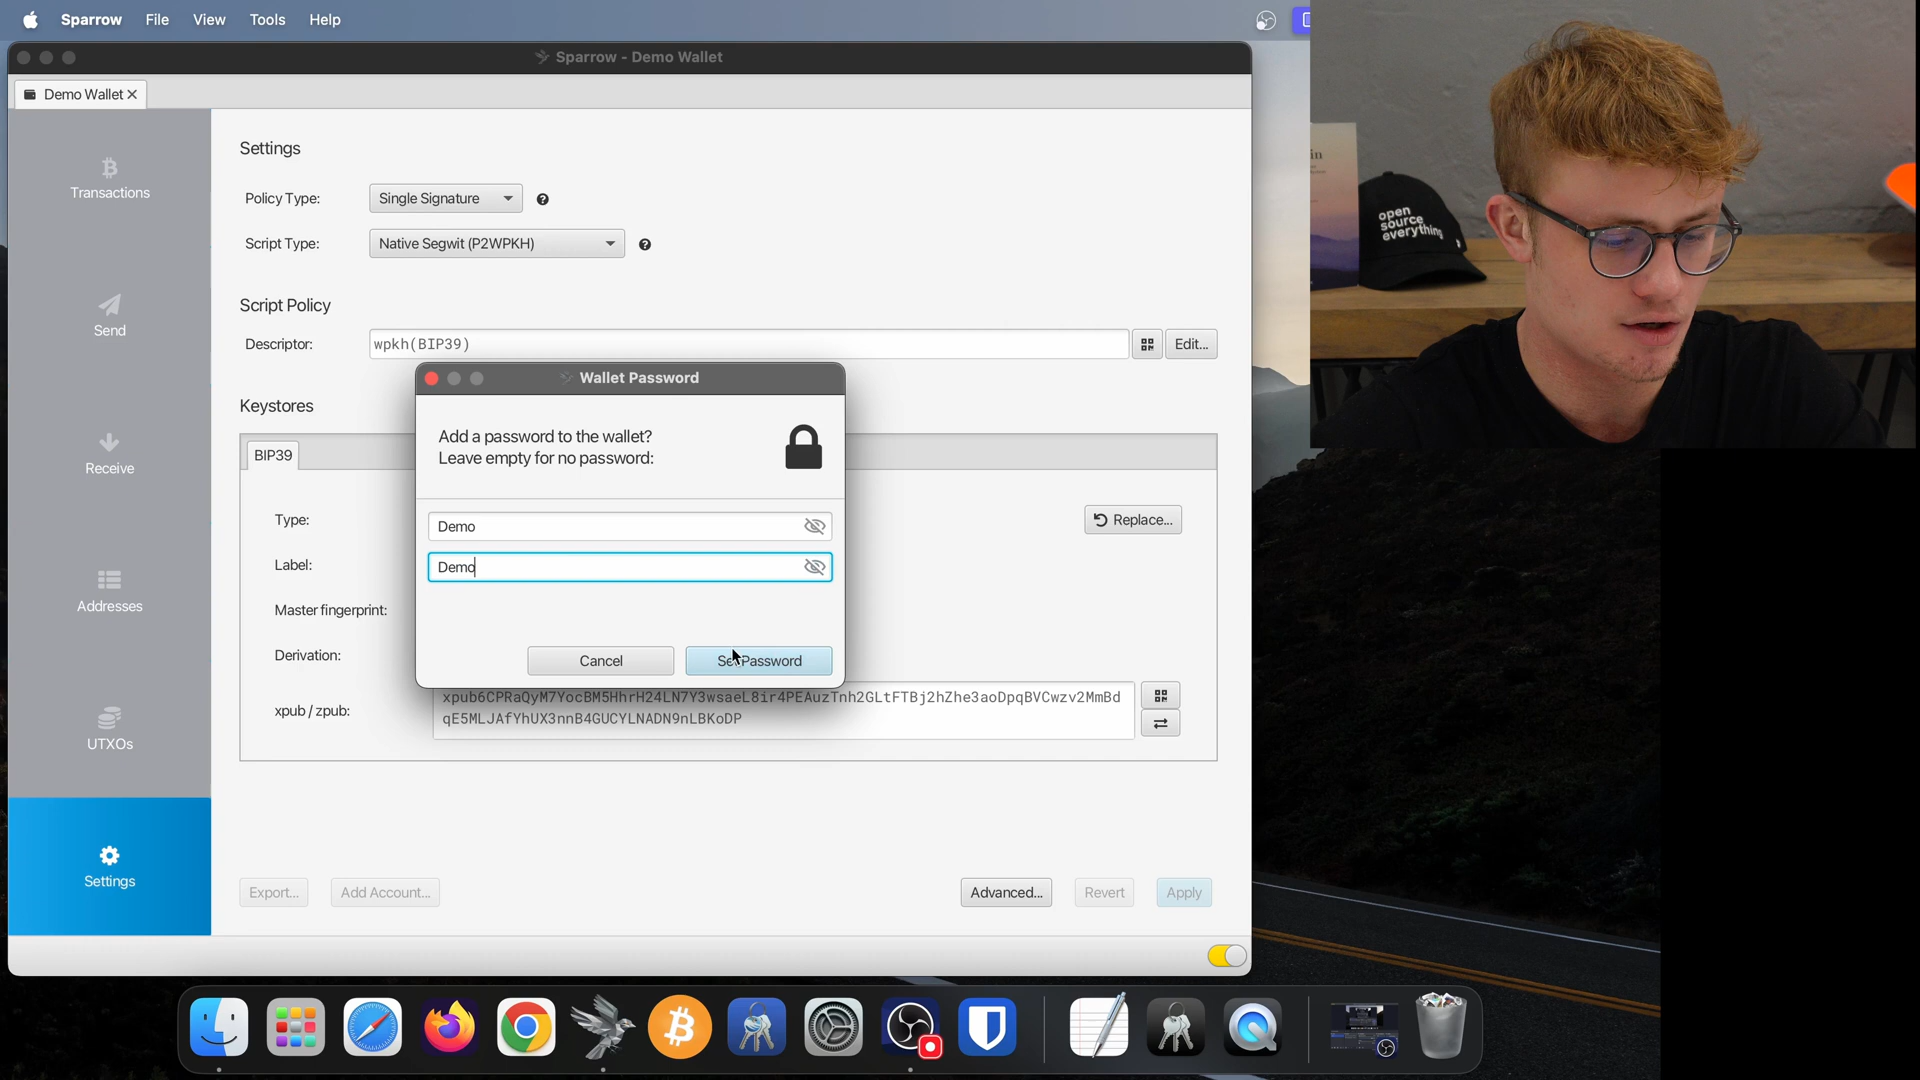 Sparrow File View Tools Help
Sparrow - Demo Wallet
Demo Wallet
Transactions
Send
Receive
Addresses
UTXOs
Settings
Settings
Policy Type: Single Signature
Script Type: Native Segwit (P2WPKH)
Script Policy
Descriptor: wpkh(BIP39) Edit...
Keystores
BIP39
Type: Replace...
Label:
Master fingerprint:
Derivation:
xpub / zpub: xpub6CPRaQyM7YocBM5HhrH24LN7Y3wsaeL8ir4PEAuzTnh2GLtFTBj2hZhe3aoDpqBVCwzv2MmBd
qE5MLJAfYhUX3nnB4GUCYLNADN9nLBKoDP
Wallet Password
Add a password to the wallet?
Leave empty for no password:
Demo
Demo
Cancel Set Password
Export... Add Account... Advanced... Revert Apply
open
source
everything
in